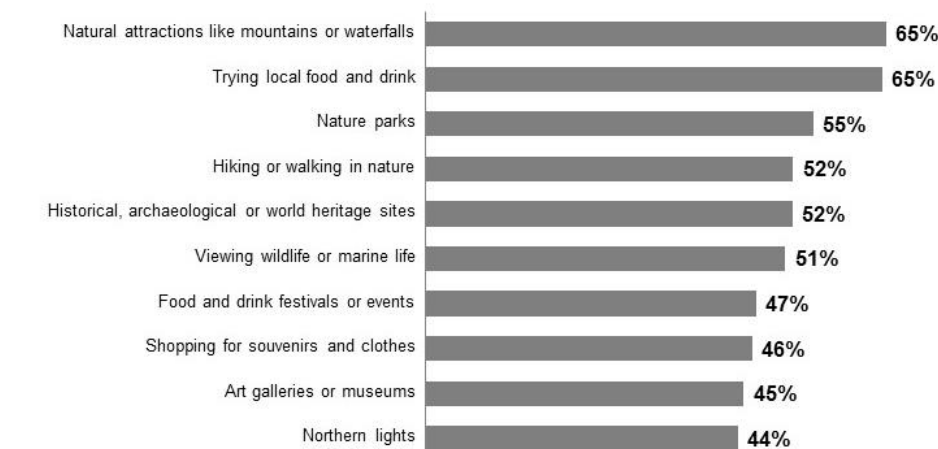 Natural attractions like mountains or waterfalls 65%
Trying local food and drink 65%
Nature parks 55%
Hiking or walking in nature 52%
Historical, archaeological or world heritage sites 52%
Viewing wildlife or marine life 51%
Food and drink festivals or events 47%
Shopping for souvenirs and clothes 46%
Art galleries or museums 45%
Northern lights 44%